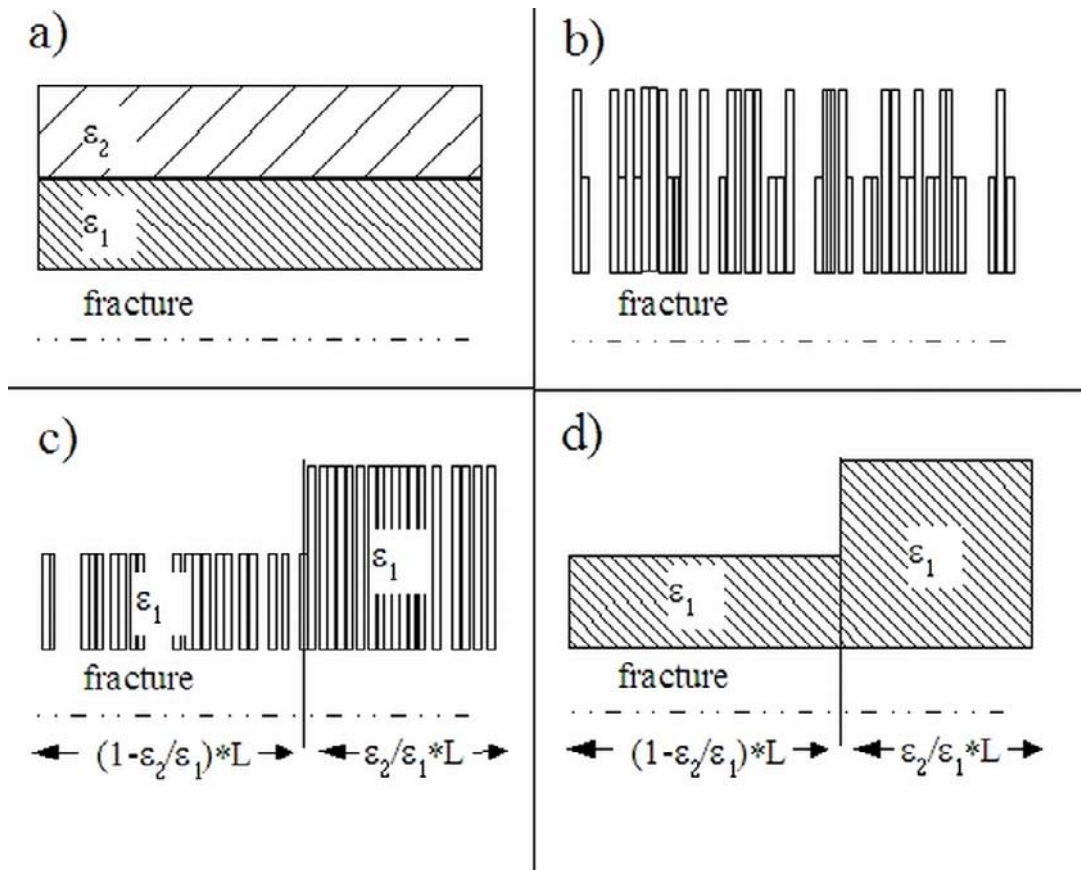 a)
ε₂
ε₁
fracture
b)
fracture
c)
ε₁
ε₁
fracture
(1-ε₂/ε₁)*L
ε₂/ε₁*L
d)
ε₁
ε₁
fracture
(1-ε₂/ε₁)*L
ε₂/ε₁*L